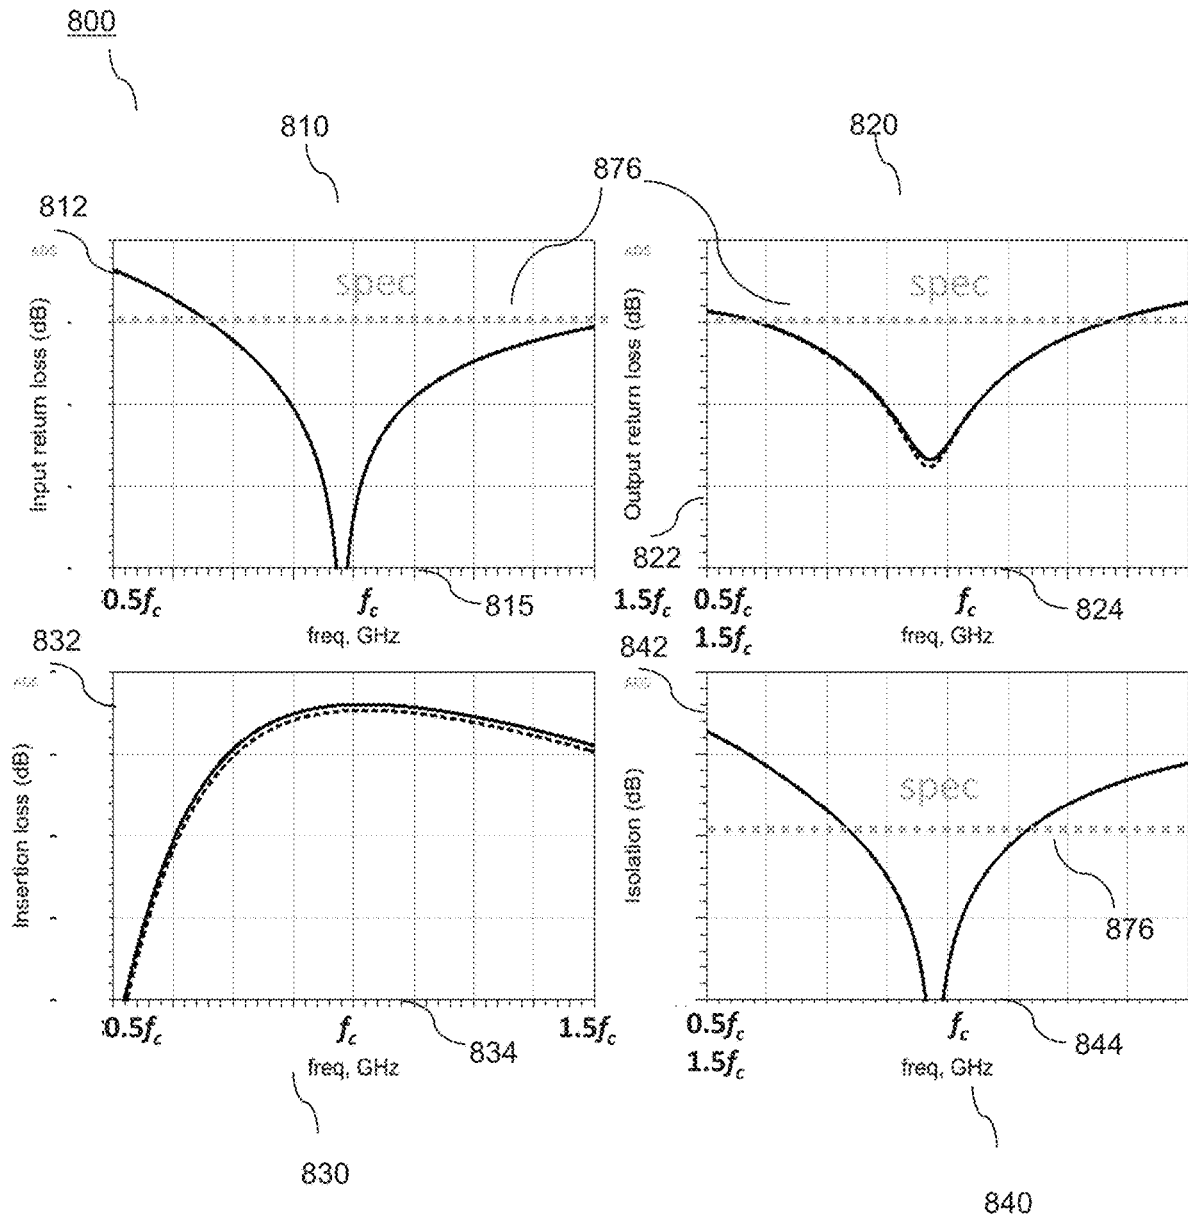 800
810
820
876
812
spec
spec
Input return loss (dB)
Output return loss (dB)
822
0.5fc
fc
815
1.5fc
0.5fc
fc
824
freq, GHz
1.5fc
freq, GHz
832
842
Insertion loss (dB)
Isolation (dB)
spec
876
0.5fc
fc
834
1.5fc
0.5fc
fc
844
freq, GHz
1.5fc
freq, GHz
830
840